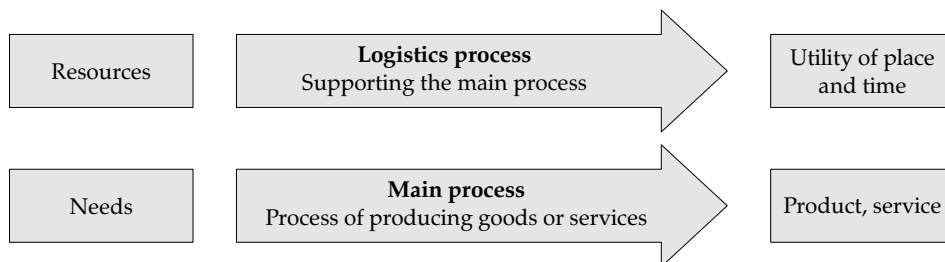 Resources
Logistics process
Supporting the main process
Utility of place
and time
Needs
Main process
Process of producing goods or services
Product, service